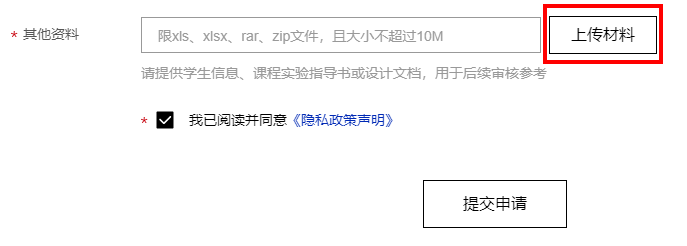 * 其他资料 限xls、xlsx、rar、zip文件，且大小不超过10M 上传材料
请提供学生信息、课程实验指导书或设计文档，用于后续审核参考
* 我已阅读并同意《隐私政策声明》
提交申请